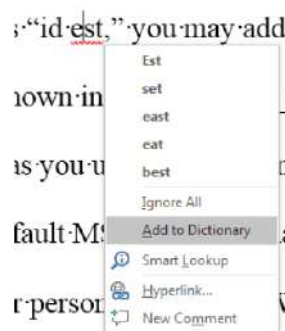 “id est,” you may add
Est
set
nown in
east
eat
best
as you u
Ignore All
fault MS
Add to Dictionary
Smart Lookup
Hyperlink...
r person
New Comment